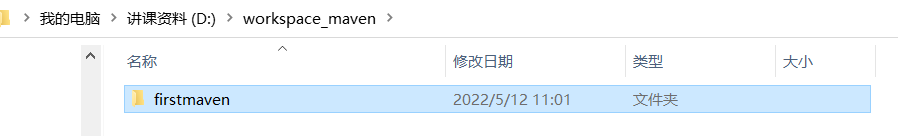 我的电脑 > 讲课资料 (D:) > workspace_maven >
名称 修改日期 类型 大小
firstmaven 2022/5/12 11:01 文件夹